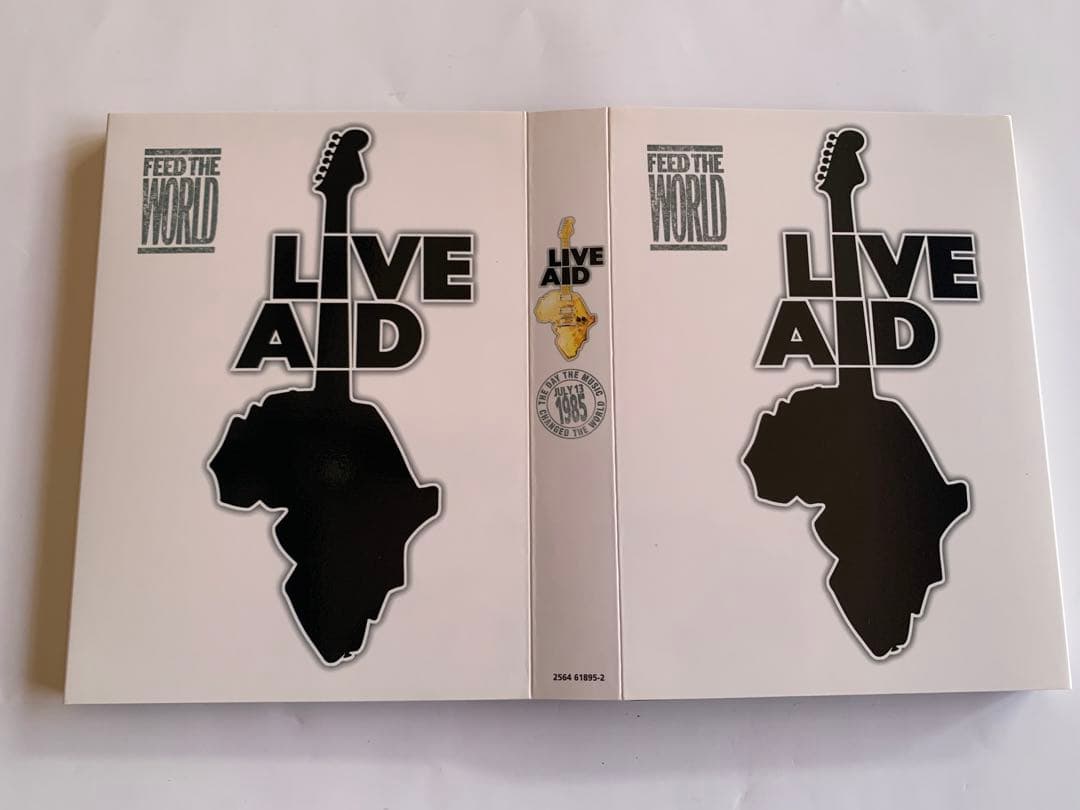 FEED THE
WORLD
LIVE
AID
LIVE
AID
THE DAY THE MUSIC
JULY 13
1985
CHANGED THE WORLD
2564 61895-2
FEED THE
WORLD
LIVE
AID